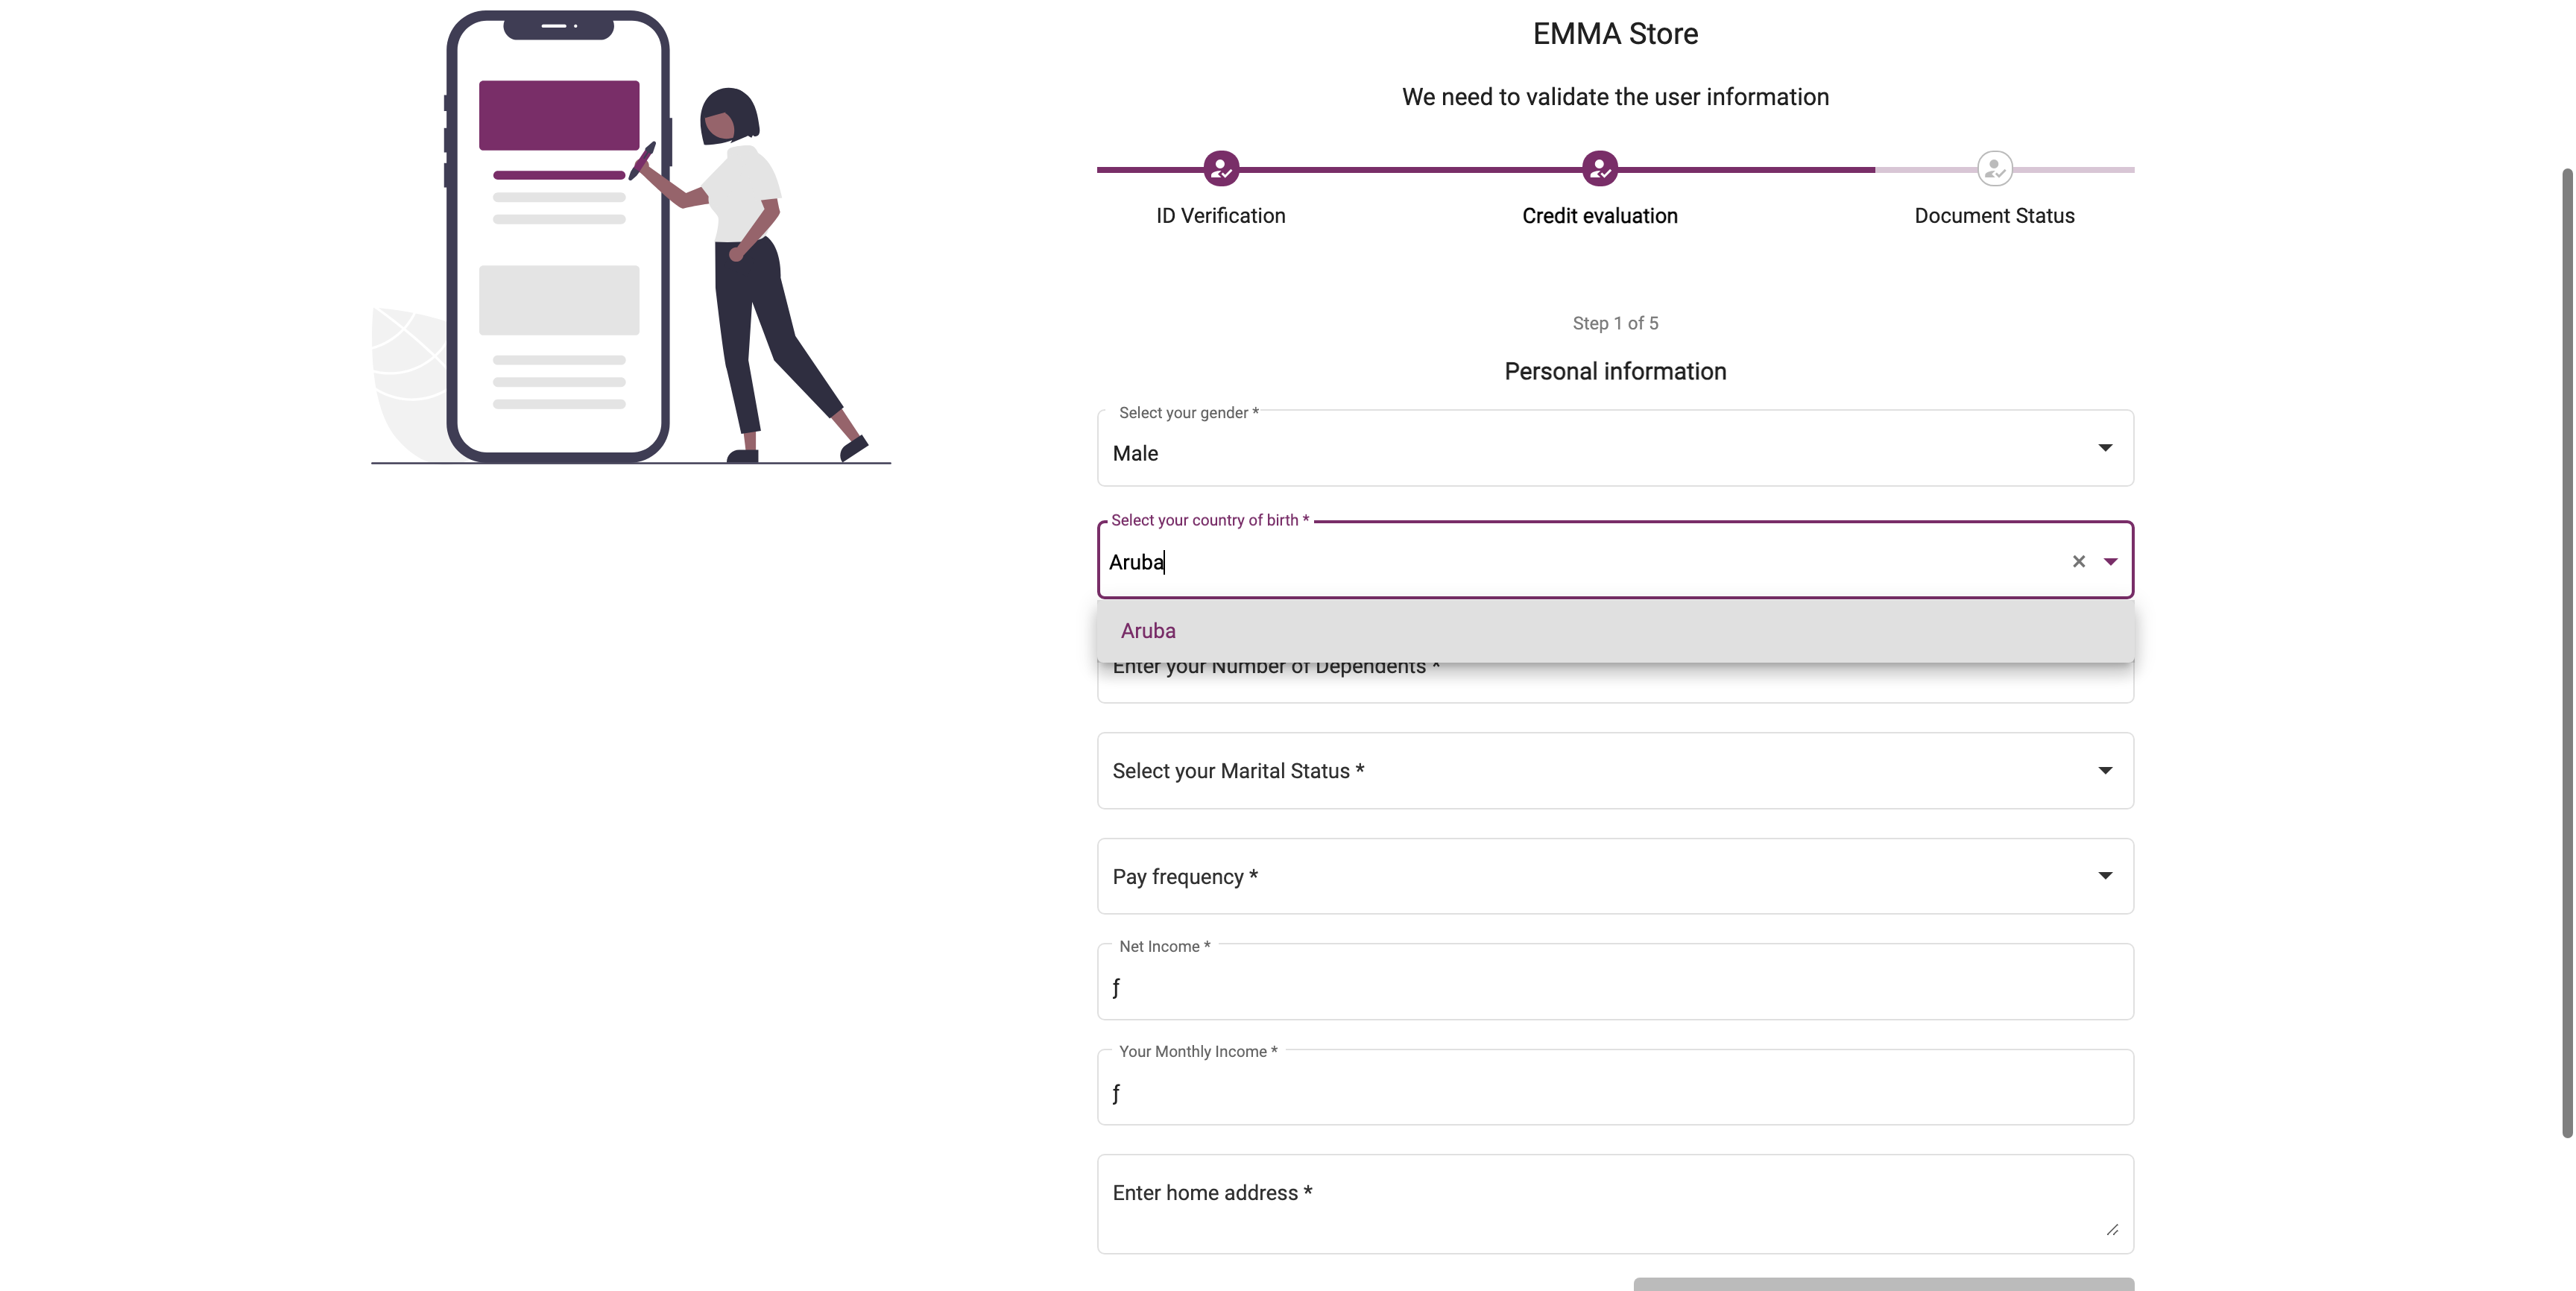 EMMA Store
We need to validate the user information
ID Verification
Credit evaluation
Document Status
Step 1 of 5
Personal information
Select your gender *
Male
Select your country of birth *
Aruba
Aruba
Enter your Number of Dependents *
Select your Marital Status *
Pay frequency *
Net Income *
ƒ
Your Monthly Income *
ƒ
Enter home address *